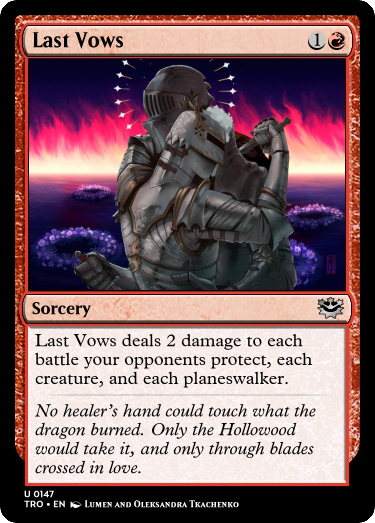 Last Vows
1
Sorcery
Last Vows deals 2 damage to each
battle your opponents protect, each
creature, and each planeswalker.
No healer's hand could touch what the
dragon burned. Only the Hollowood
would take it, and only through blades
crossed in love.
U 0147
TRO • EN Lumen and Oleksandra Tkachenko